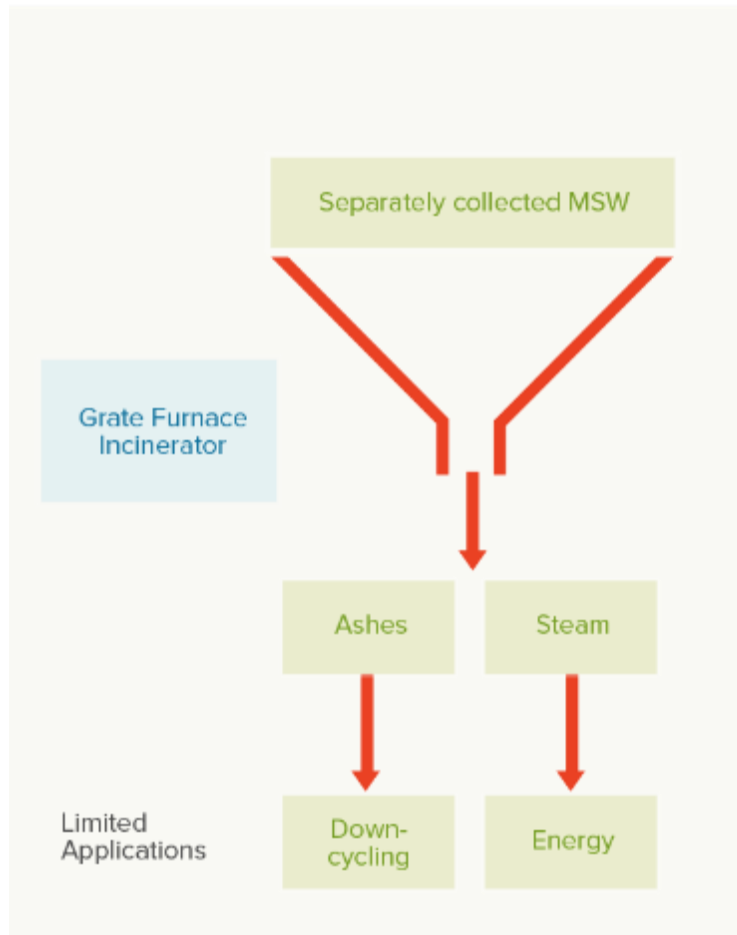 Separately collected MSW
Grate Furnace
Incinerator
Ashes
Steam
Limited
Applications
Down-
cycling
Energy